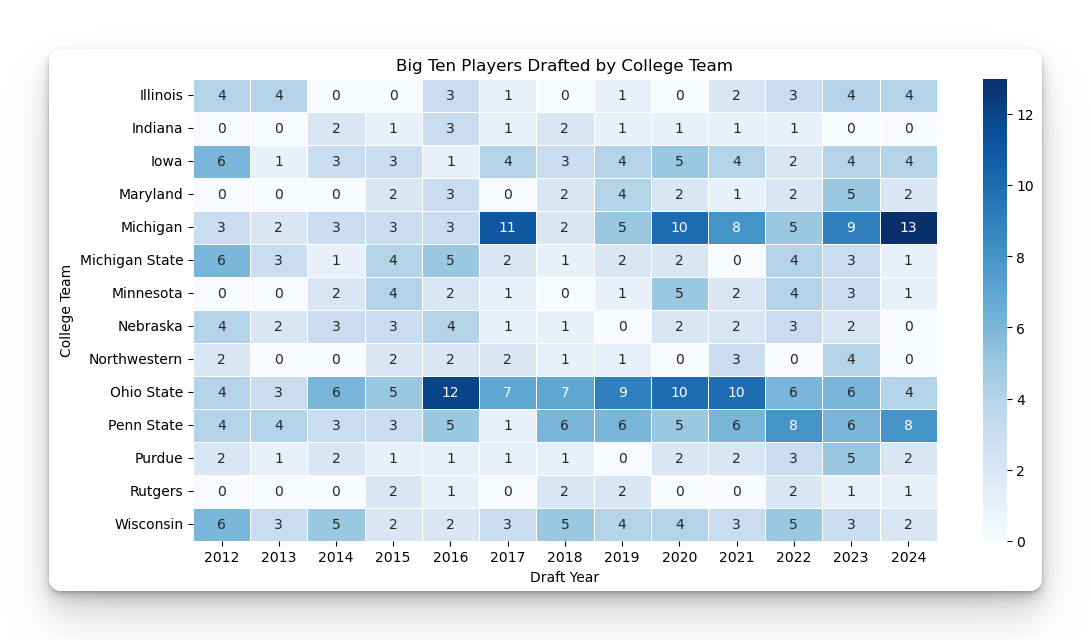 Big Ten Players Drafted by College Team
Illinois 4 4 0 0 3 1 0 1 0 2 3 4 4
Indiana 0 0 2 1 3 1 2 1 1 1 1 0 0
Iowa 6 1 3 3 1 4 3 4 5 4 2 4 4
Maryland 0 0 0 2 3 0 2 4 2 1 2 5 2
Michigan 3 2 3 3 3 11 2 5 10 8 5 9 13
Michigan State 6 3 1 4 5 2 1 2 2 0 4 3 1
Minnesota 0 0 2 4 2 1 0 1 5 2 4 3 1
Nebraska 4 2 3 3 4 1 1 0 2 2 3 2 0
Northwestern 2 0 0 2 2 2 1 1 0 3 0 4 0
Ohio State 4 3 6 5 12 7 7 9 10 10 6 6 4
Penn State 4 4 3 3 5 1 6 6 5 6 8 6 8
Purdue 2 1 2 1 1 1 1 0 2 2 3 5 2
Rutgers 0 0 0 2 1 0 2 2 0 0 2 1 1
Wisconsin 6 3 5 2 2 3 5 4 4 3 5 3 2
2012 2013 2014 2015 2016 2017 2018 2019 2020 2021 2022 2023 2024
Draft Year
College Team
12
10
8
6
4
2
0